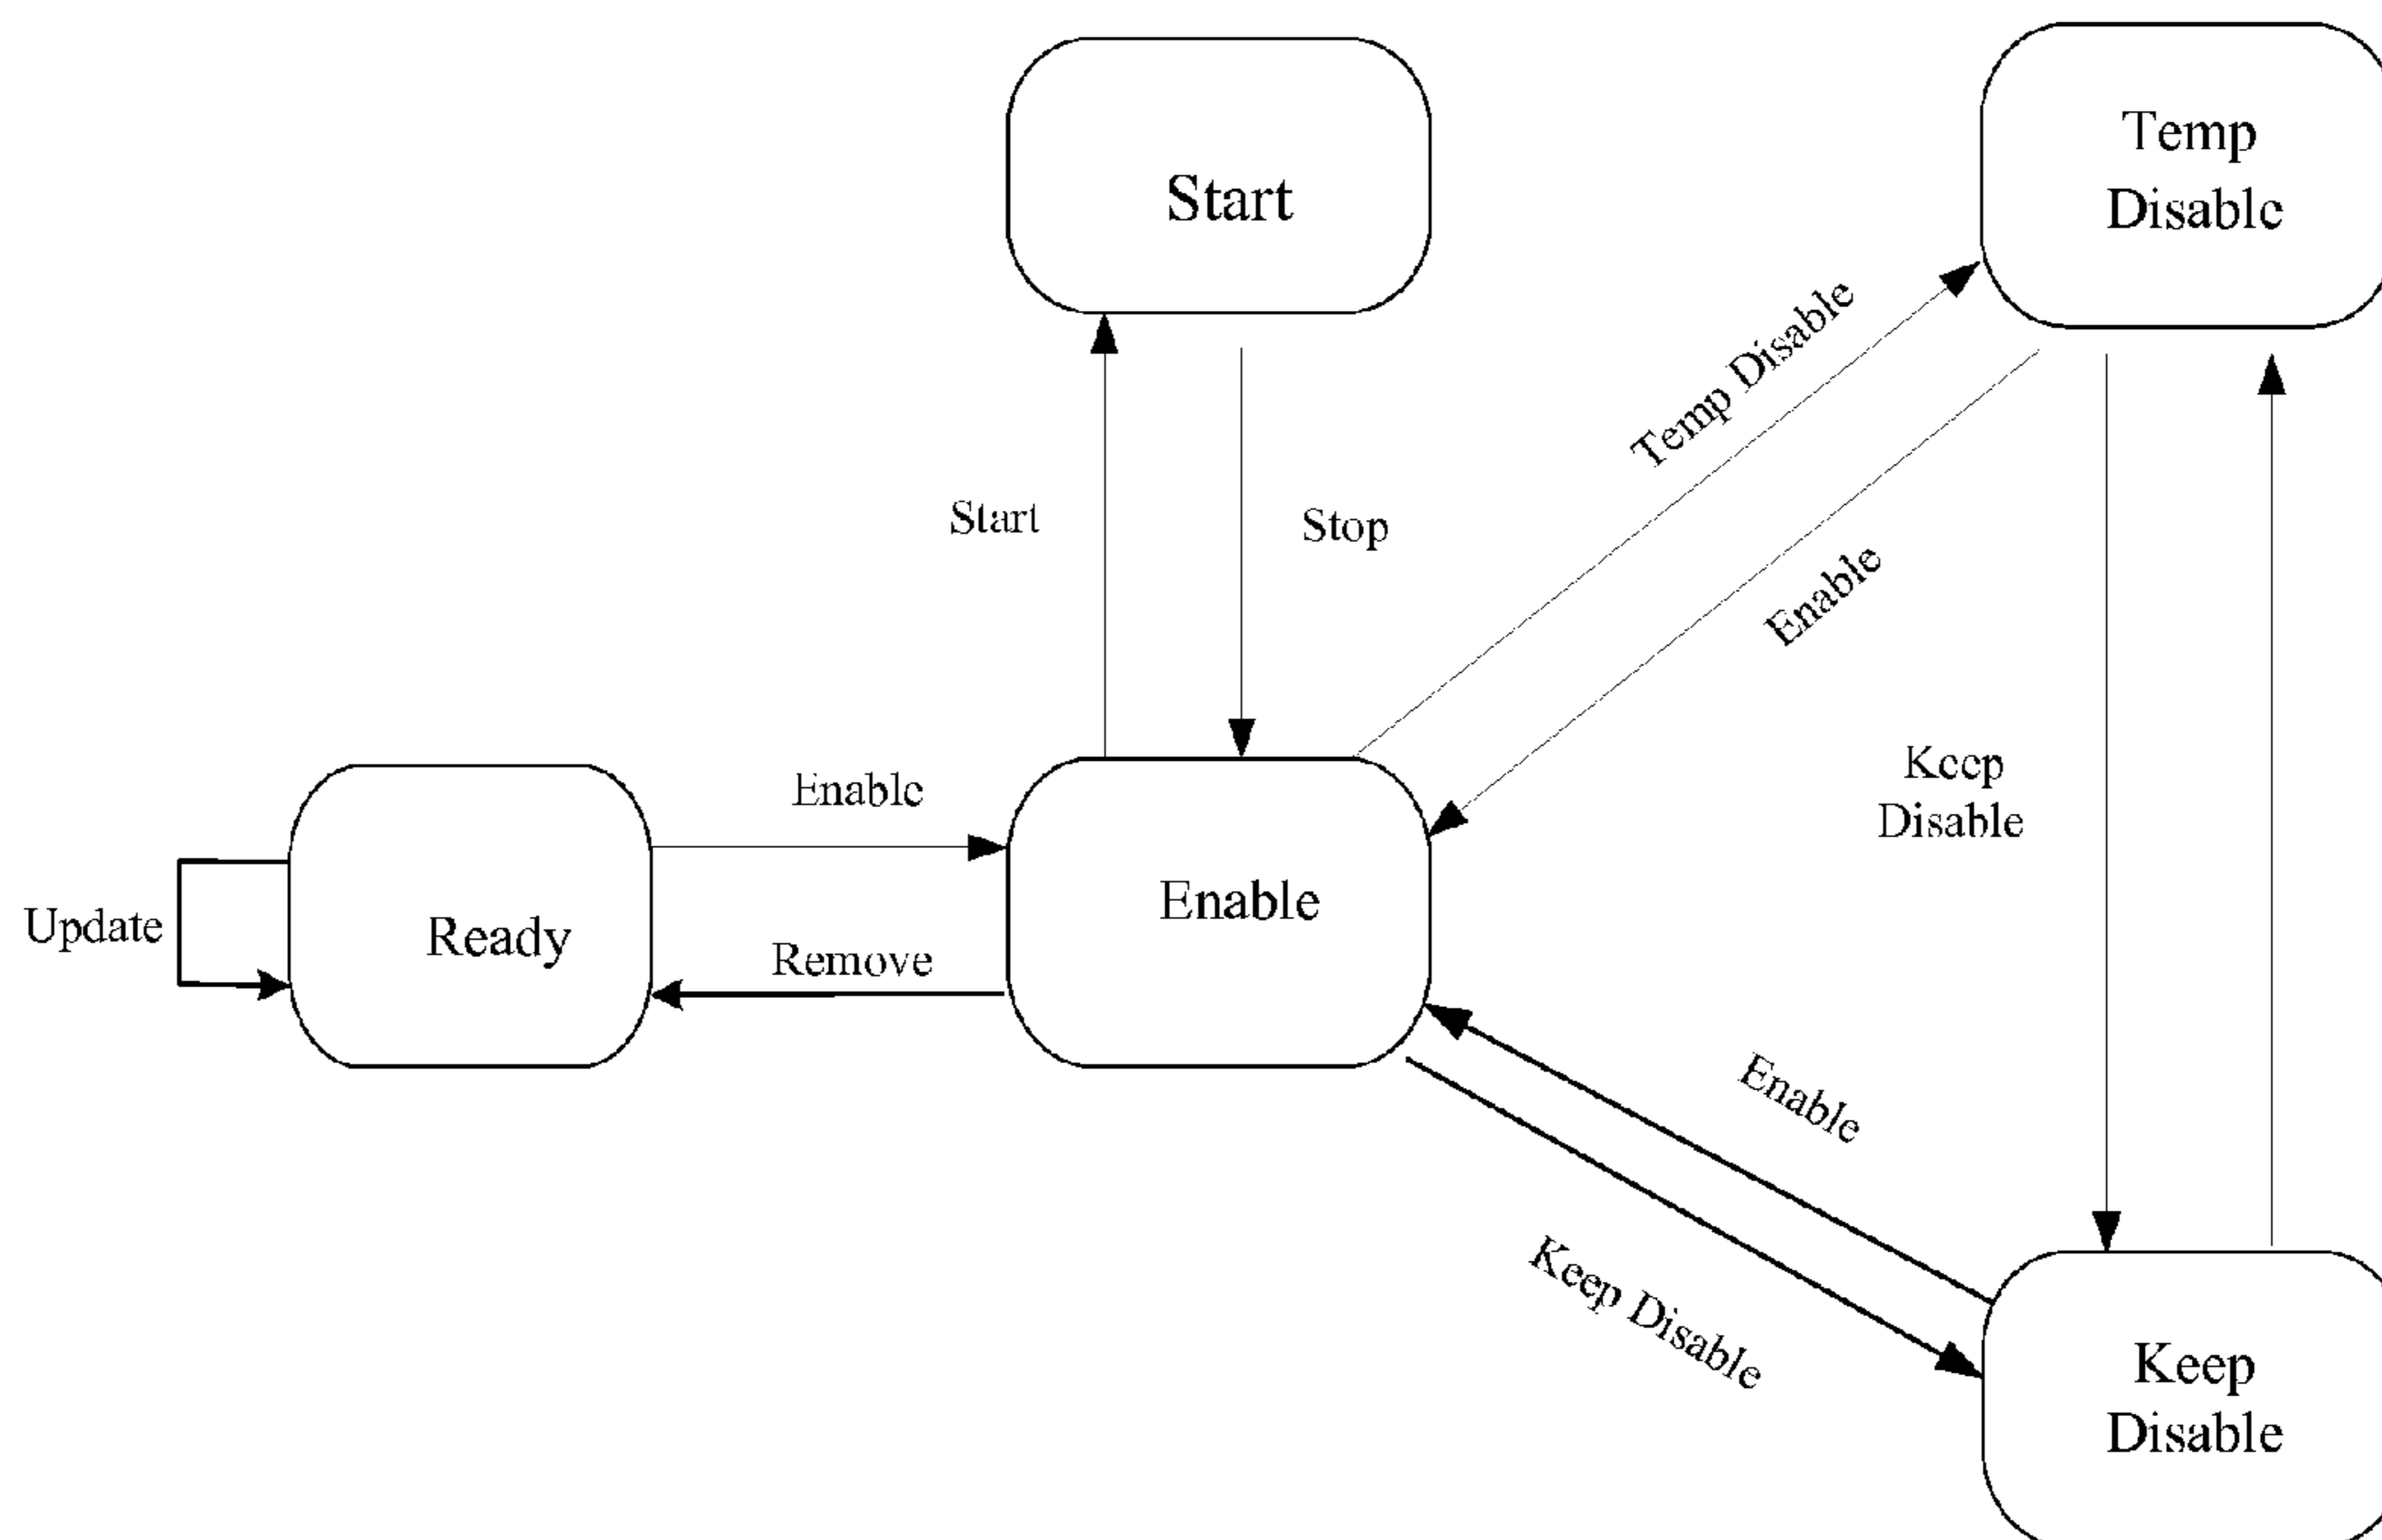 Start
Temp
Disable
Temp Disable
Start
Stop
Enable
Keep
Disable
Enable
Enable
Update
Ready
Remove
Enable
Keep Disable
Keep
Disable